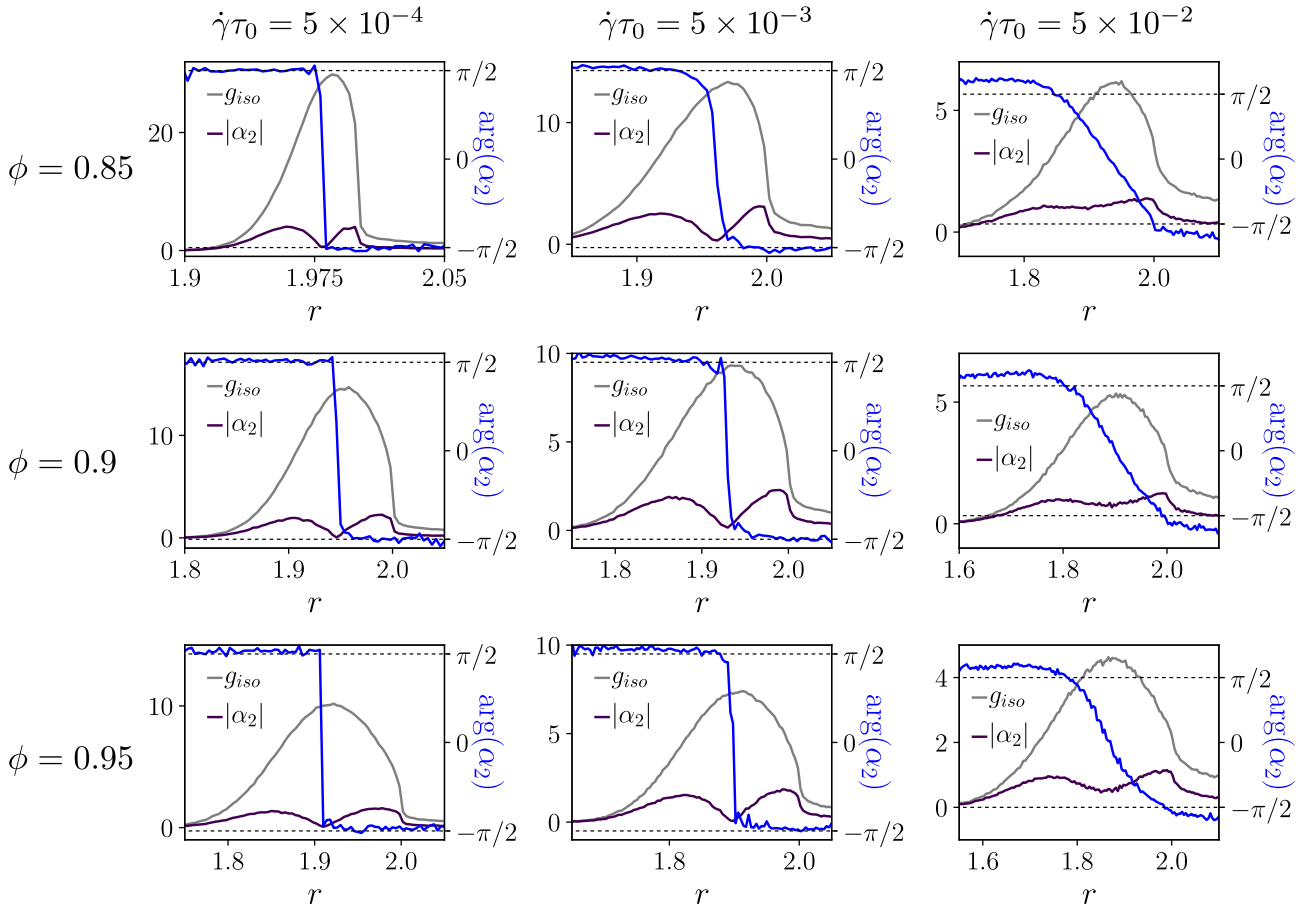 γ̇τ₀ = 5 × 10⁻⁴ γ̇τ₀ = 5 × 10⁻³ γ̇τ₀ = 5 × 10⁻²
ϕ = 0.85
20
0
g_iso
|α₂|
π/2
0
−π/2
arg(α₂)
1.9 1.975 2.05
r
10
0
g_iso
|α₂|
π/2
0
−π/2
arg(α₂)
1.9 2.0
r
5
0
g_iso
|α₂|
π/2
0
−π/2
arg(α₂)
1.8 2.0
r
ϕ = 0.9
10
0
g_iso
|α₂|
π/2
0
−π/2
arg(α₂)
1.8 1.9 2.0
r
10
5
0
g_iso
|α₂|
π/2
0
−π/2
arg(α₂)
1.8 1.9 2.0
r
5
0
g_iso
|α₂|
π/2
0
−π/2
arg(α₂)
1.6 1.8 2.0
r
ϕ = 0.95
10
0
g_iso
|α₂|
π/2
0
−π/2
arg(α₂)
1.8 1.9 2.0
r
10
5
0
g_iso
|α₂|
π/2
0
−π/2
arg(α₂)
1.8 2.0
r
4
2
0
g_iso
|α₂|
π/2
0
−π/2
arg(α₂)
1.6 1.8 2.0
r